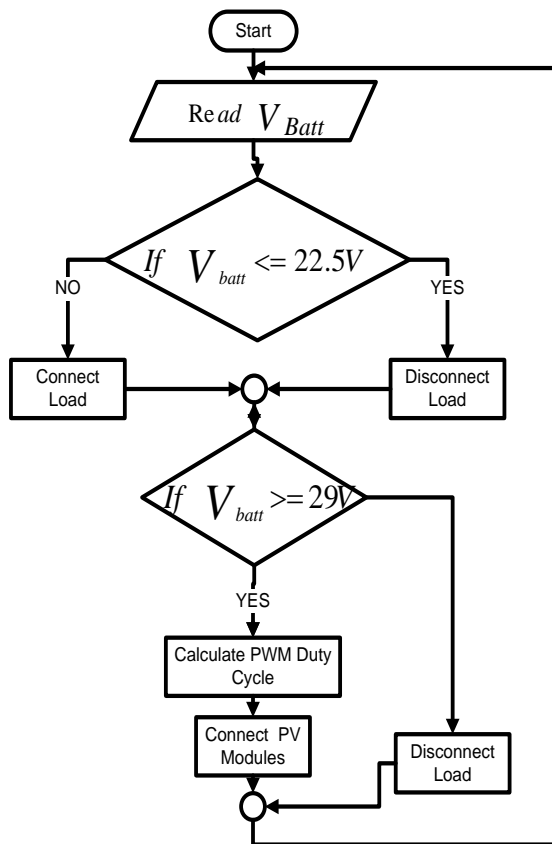 Start
Read V Batt
If V batt <= 22.5V
NO
YES
Connect
Load
Disconnect
Load
If V batt >= 29V
YES
Calculate PWM Duty
Cycle
Connect PV
Modules
Disconnect
Load